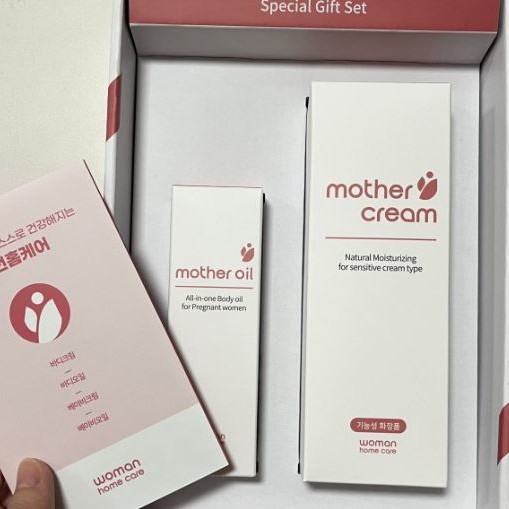 Special Gift Set
스스로 건강해지는
홈케어
바디크림
바디오일
베이비크림
베이비오일
woman
home care
mother oil
All-in-one Body oil
for Pregnant women
mother
cream
Natural Moisturizing
for sensitive cream type
기능성 화장품
woman
home care